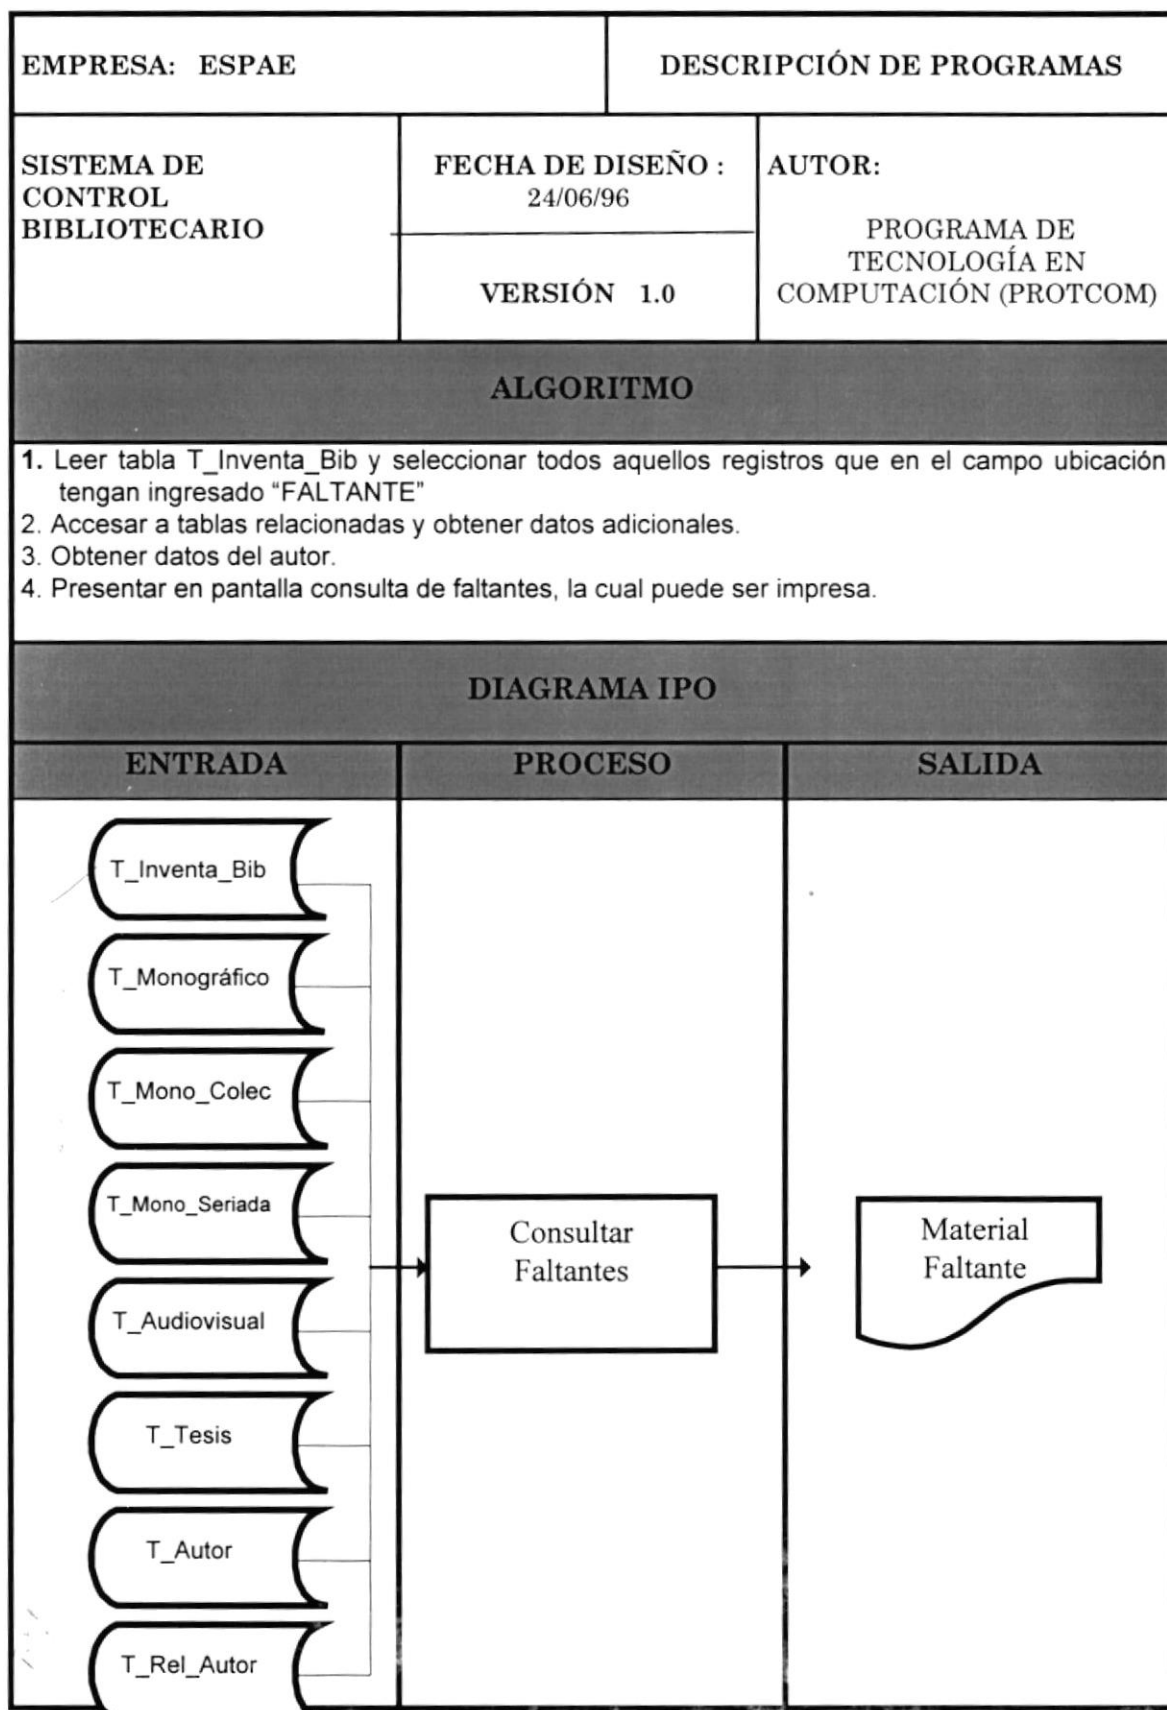 EMPRESA: ESPAE
DESCRIPCIÓN DE PROGRAMAS
SISTEMA DE
CONTROL
BIBLIOTECARIO
FECHA DE DISEÑO :
24/06/96
VERSIÓN 1.0
AUTOR:
PROGRAMA DE
TECNOLOGÍA EN
COMPUTACIÓN (PROTCOM)
ALGORITMO
1. Leer tabla T_Inventa_Bib y seleccionar todos aquellos registros que en el campo ubicación
tengan ingresado “FALTANTE”
2. Accesar a tablas relacionadas y obtener datos adicionales.
3. Obtener datos del autor.
4. Presentar en pantalla consulta de faltantes, la cual puede ser impresa.
DIAGRAMA IPO
ENTRADA
PROCESO
SALIDA
T_Inventa_Bib
T_Monográfico
T_Mono_Colec
T_Mono_Seriada
T_Audiovisual
T_Tesis
T_Autor
T_Rel_Autor
Consultar
Faltantes
Material
Faltante